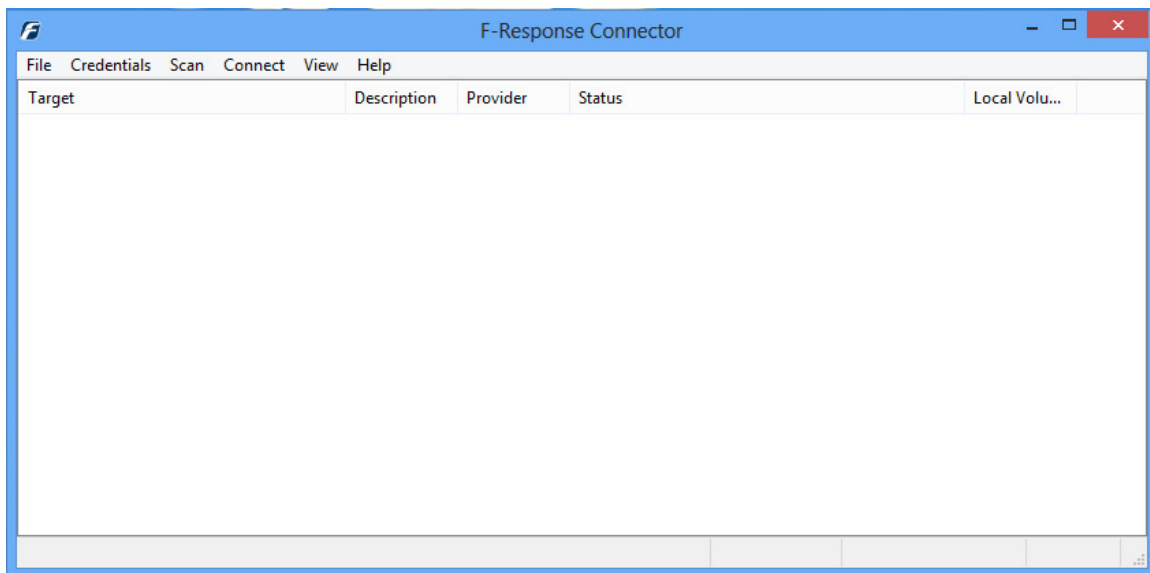 F-Response Connector
File Credentials Scan Connect View Help
Target Description Provider Status Local Volu...